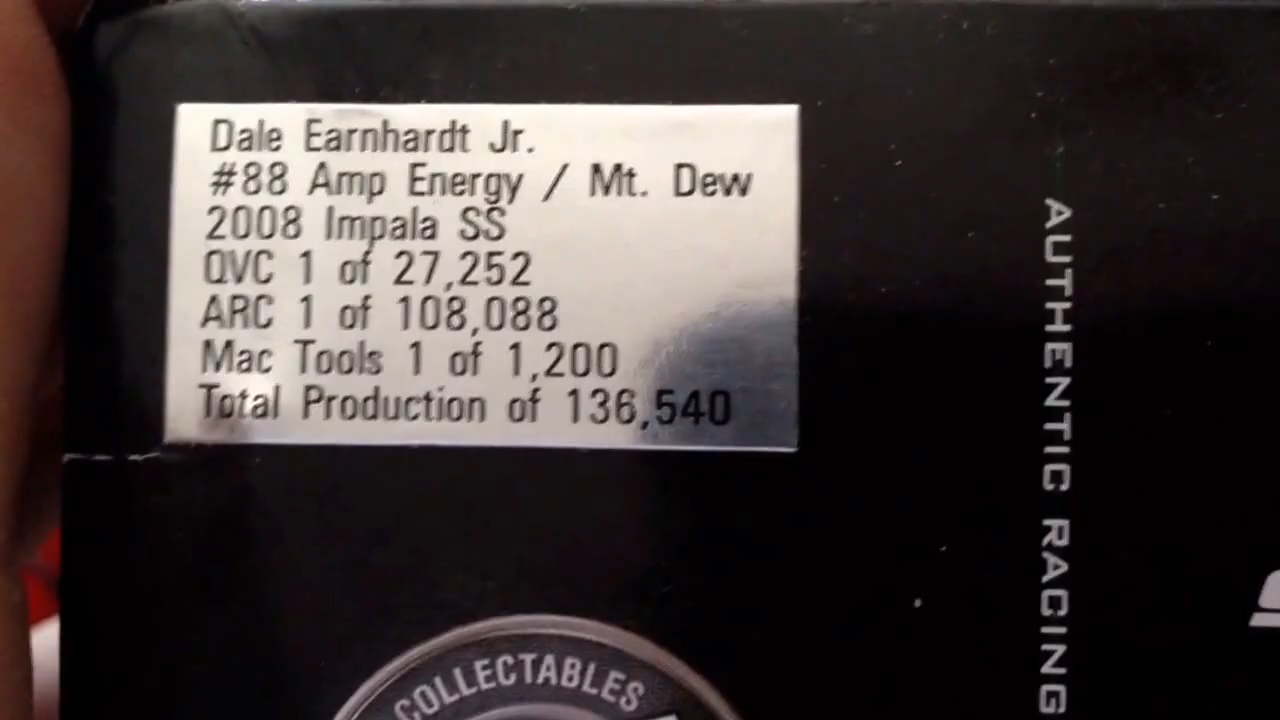 Dale Earnhardt Jr.
#88 Amp Energy / Mt. Dew
2008 Impala SS
QVC 1 of 27,252
ARC 1 of 108,088
Mac Tools 1 of 1,200
Total Production of 136,540
AUTHENTIC RACING
COLLECTABLES